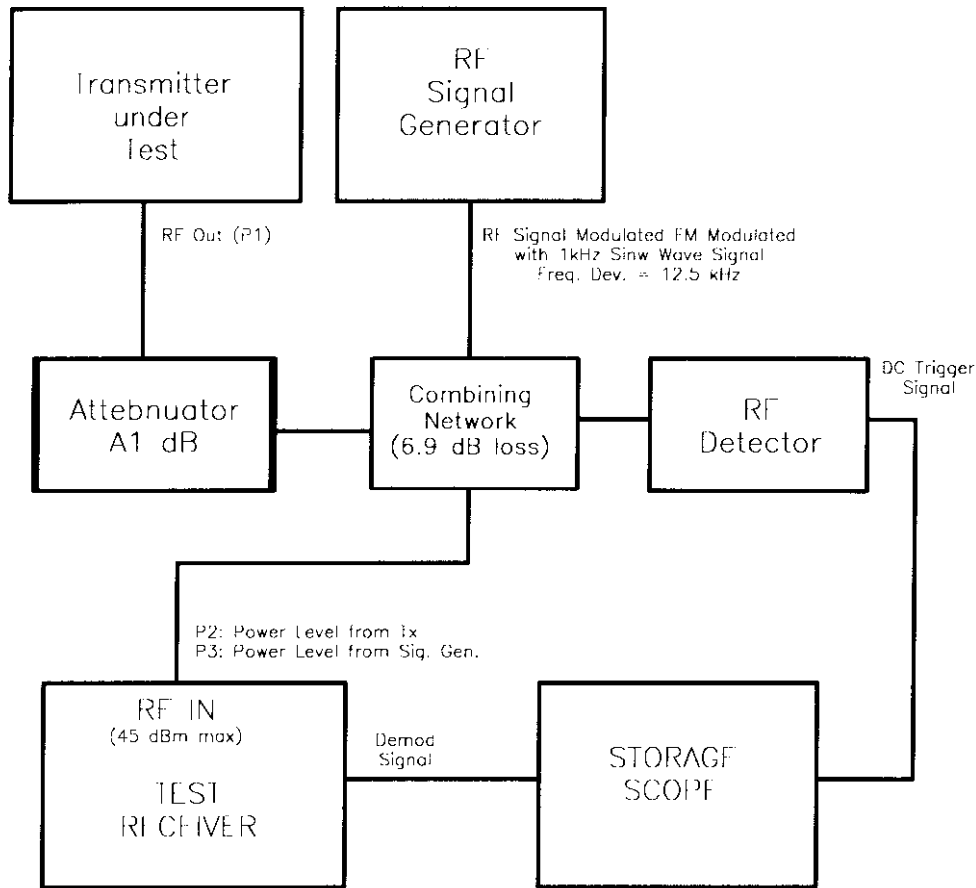 Transmitter
under
Test
RF
Signal
Generator
RF Out (P1)
RF Signal Modulated FM Modulated
with 1kHz Sinw Wave Signal
Freq. Dev. = 12.5 kHz
Attebnuator
A1 dB
Combining
Network
(6.9 dB loss)
RF
Detector
DC Trigger
Signal
P2: Power Level from Tx
P3: Power Level from Sig. Gen.
RF IN
(45 dBm max)
TEST
RECEIVER
Demod
Signal
STORAGE
SCOPE